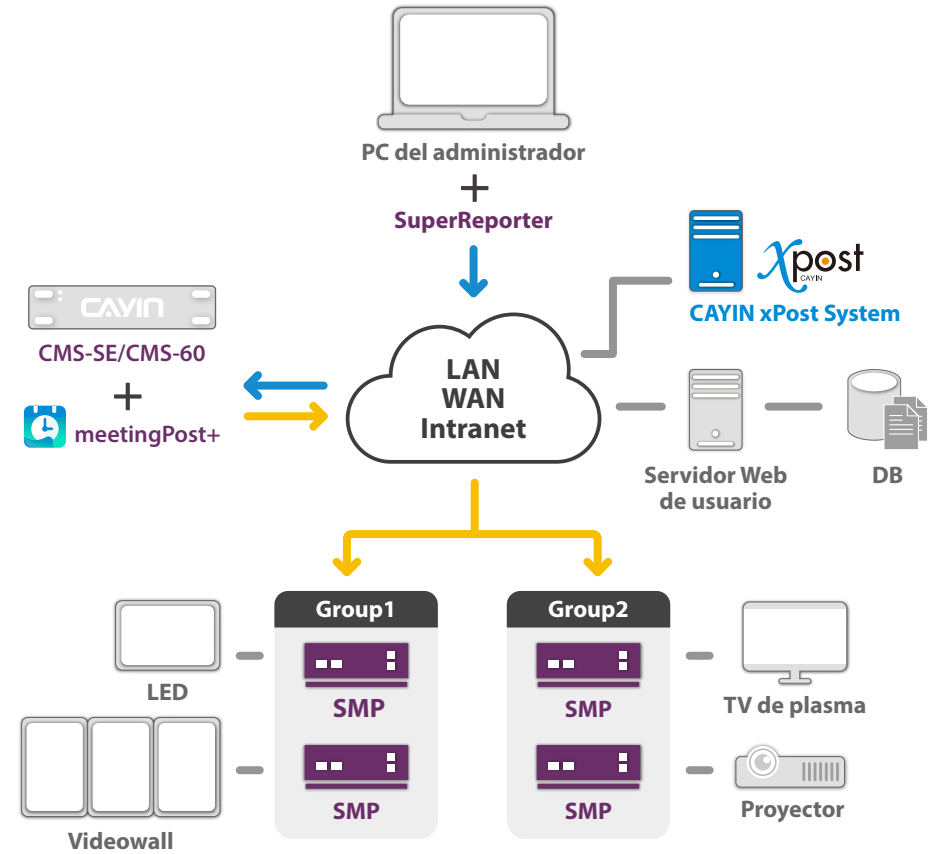 PC del administrador
+
SuperReporter
Xpost
CAYIN
CAYIN xPost System
CAYIN
CMS-SE/CMS-60
+
meetingPost+
LAN
WAN
Intranet
Servidor Web
de usuario
DB
Group1
Group2
LED
SMP
SMP
TV de plasma
Videowall
SMP
SMP
Proyector